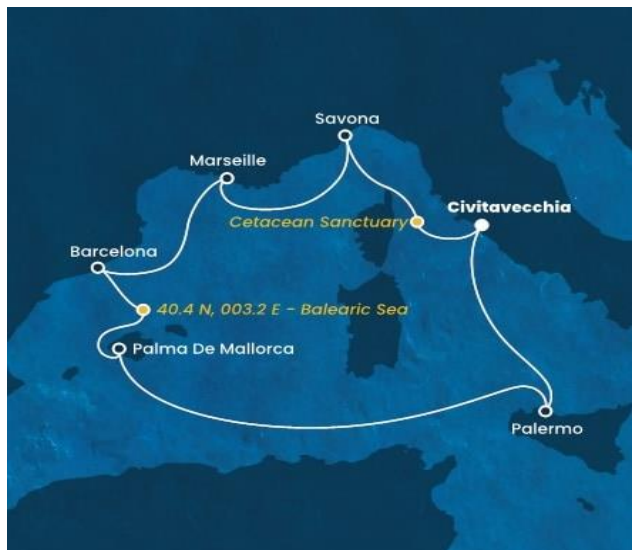 Savona
Marseille
Civitavecchia
Cetacean Sanctuary
Barcelona
40.4 N, 003.2 E - Balearic Sea
Palma De Mallorca
Palermo